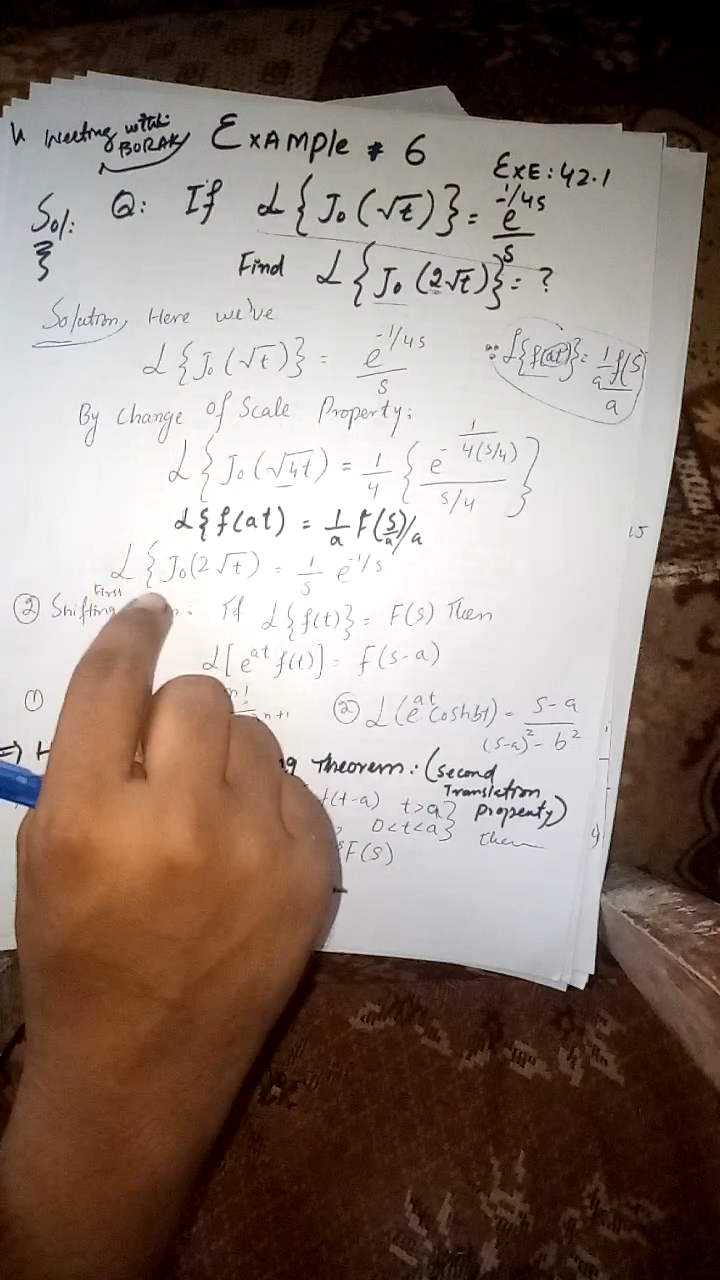 Meeting with BORAK
Example # 6
EXE: 42.1
Sol:
Q: If ℒ{J₀(√t)} = e^(-1/4s)/s
Find ℒ{J₀(2√t)} = ?
Solution, Here we've
ℒ{J₀(√t)} = e^(-1/4s)/s
∵ ℒ{f(at)} = 1/a f(s)/a
By Change of Scale Property:
ℒ{J₀(√4t) = 1/4 {e^(-1/4(s/4))/(s/4)}
ℒ{f(at) = 1/a F(s/a)/a
15
ℒ{J₀(2√t) = 1/s e^(-1/s)
② First Shifting If ℒ{f(t)} = F(s) Then
ℒ[e^at f(t)] = F(s-a)
① n! n+1 ② ℒ(e^at coshbt) = (s-a)/((s-a)² - b²)
Theorem: (second Translation Property)
f(t-a) t>a}
0<t<a} then
F(s)